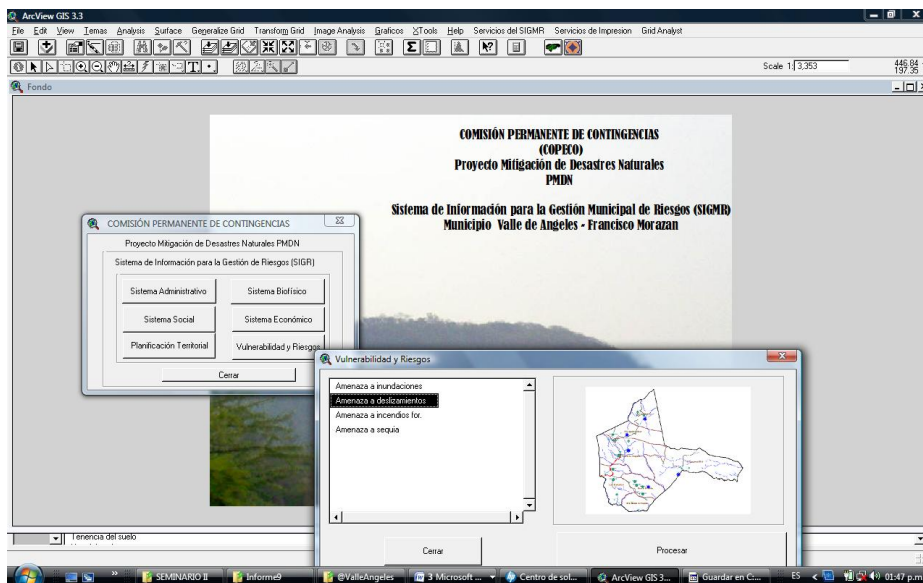 ArcView GIS 3.3
File Edit View Temas Analysis Surface Generalize Grid Transform Grid Image Analysis Graficos XTools Help Servicios del SIGMR Servicios de Impresion Grid Analyst
Scale 1: 3,353
446.84
197.35
Fondo
COMISIÓN PERMANENTE DE CONTINGENCIAS
(COPECO)
Proyecto Mitigación de Desastres Naturales
PMDN
Sistema de Información para la Gestión Municipal de Riesgos (SIGMR)
Municipio Valle de Angeles - Francisco Morazan
COMISIÓN PERMANENTE DE CONTINGENCIAS
Proyecto Mitigación de Desastres Naturales PMDN
Sistema de Información para la Gestión de Riesgos (SIGR)
Sistema Administrativo
Sistema Biofísico
Sistema Social
Sistema Económico
Planificación Territorial
Vulnerabilidad y Riesgos
Cerrar
Vulnerabilidad y Riesgos
Amenaza a inundaciones
Amenaza a deslizamientos
Amenaza a incendios for.
Amenaza a sequia
Cerrar
Procesar
Tenencia del suelo
SEMINARIO II
Informe9
@ValleAngeles
3 Microsoft ...
Centro de sol...
ArcView GIS 3...
Guardar en C:...
ES
01:47 p.m.